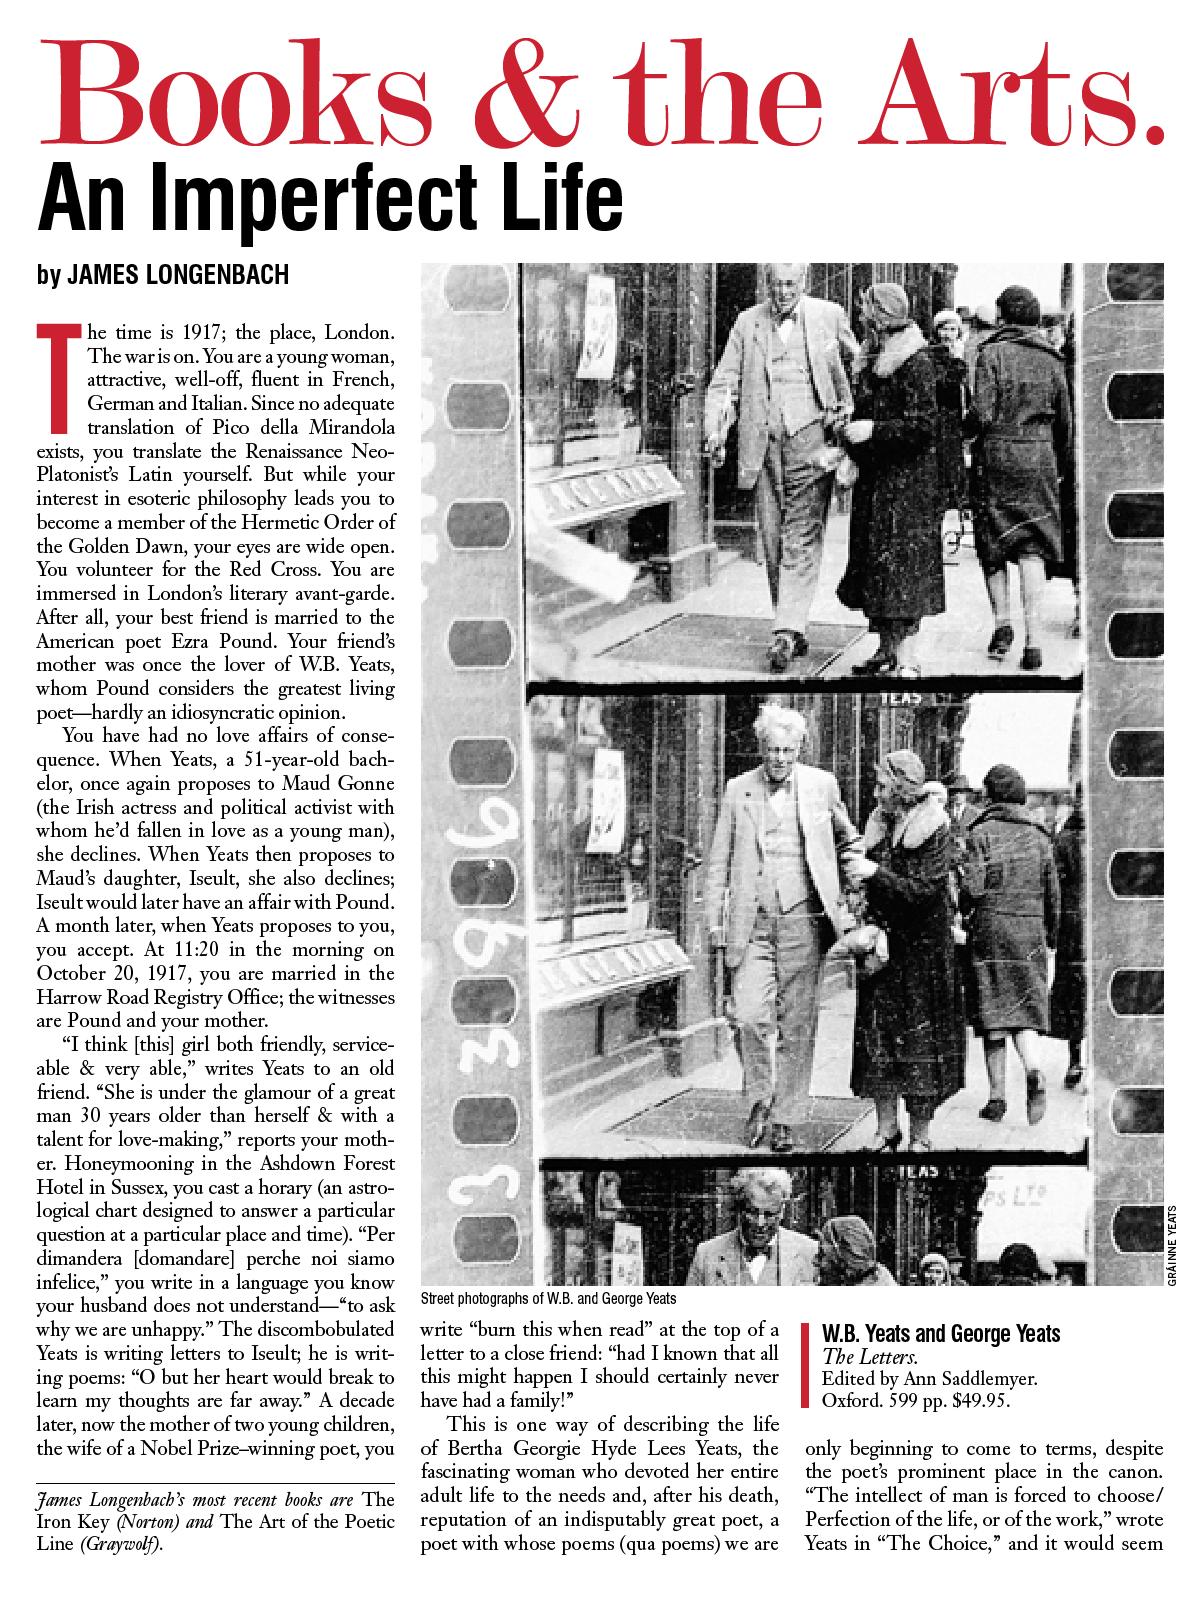 Books & the Arts.
An Imperfect Life
by JAMES LONGENBACH
The time is 1917; the place, London.
The war is on. You are a young woman,
attractive, well-off, fluent in French,
German and Italian. Since no adequate
translation of Pico della Mirandola
exists, you translate the Renaissance Neo-
Platonist’s Latin yourself. But while your
interest in esoteric philosophy leads you to
become a member of the Hermetic Order of
the Golden Dawn, your eyes are wide open.
You volunteer for the Red Cross. You are
immersed in London’s literary avant-garde.
After all, your best friend is married to the
American poet Ezra Pound. Your friend’s
mother was once the lover of W.B. Yeats,
whom Pound considers the greatest living
poet—hardly an idiosyncratic opinion.
You have had no love affairs of conse-
quence. When Yeats, a 51-year-old bach-
elor, once again proposes to Maud Gonne
(the Irish actress and political activist with
whom he’d fallen in love as a young man),
she declines. When Yeats then proposes to
Maud’s daughter, Iseult, she also declines;
Iseult would later have an affair with Pound.
A month later, when Yeats proposes to you,
you accept. At 11:20 in the morning on
October 20, 1917, you are married in the
Harrow Road Registry Office; the witnesses
are Pound and your mother.
“I think [this] girl both friendly, service-
able & very able,” writes Yeats to an old
friend. “She is under the glamour of a great
man 30 years older than herself & with a
talent for love-making,” reports your moth-
er. Honeymooning in the Ashdown Forest
Hotel in Sussex, you cast a horary (an astro-
logical chart designed to answer a particular
question at a particular place and time). “Per
dimandera [domandare] perche noi siamo
infelice,” you write in a language you know
your husband does not understand—“to ask
why we are unhappy.” The discombobulated
Yeats is writing letters to Iseult; he is writ-
ing poems: “O but her heart would break to
learn my thoughts are far away.” A decade
later, now the mother of two young children,
the wife of a Nobel Prize–winning poet, you
James Longenbach’s most recent books are The
Iron Key (Norton) and The Art of the Poetic
Line (Graywolf).
TEAS
TEAS
PS LTD
3396
GRÁINNE YEATS
Street photographs of W.B. and George Yeats
write “burn this when read” at the top of a
letter to a close friend: “had I known that all
this might happen I should certainly never
have had a family!”
This is one way of describing the life
of Bertha Georgie Hyde Lees Yeats, the
fascinating woman who devoted her entire
adult life to the needs and, after his death,
reputation of an indisputably great poet, a
poet with whose poems (qua poems) we are
W.B. Yeats and George Yeats
The Letters.
Edited by Ann Saddlemyer.
Oxford. 599 pp. $49.95.
only beginning to come to terms, despite
the poet’s prominent place in the canon.
“The intellect of man is forced to choose/
Perfection of the life, or of the work,” wrote
Yeats in “The Choice,” and it would seem